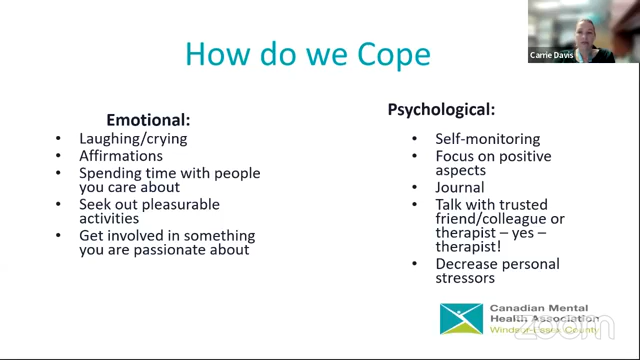 How do we Cope
Carrie Davis
Emotional:
• Laughing/crying
• Affirmations
• Spending time with people
you care about
• Seek out pleasurable
activities
• Get involved in something
you are passionate about
Psychological:
• Self-monitoring
• Focus on positive
aspects
• Journal
• Talk with trusted
friend/colleague or
therapist – yes –
therapist!
• Decrease personal
stressors
Canadian Mental
Health Association
Windsor-Essex County
zoom